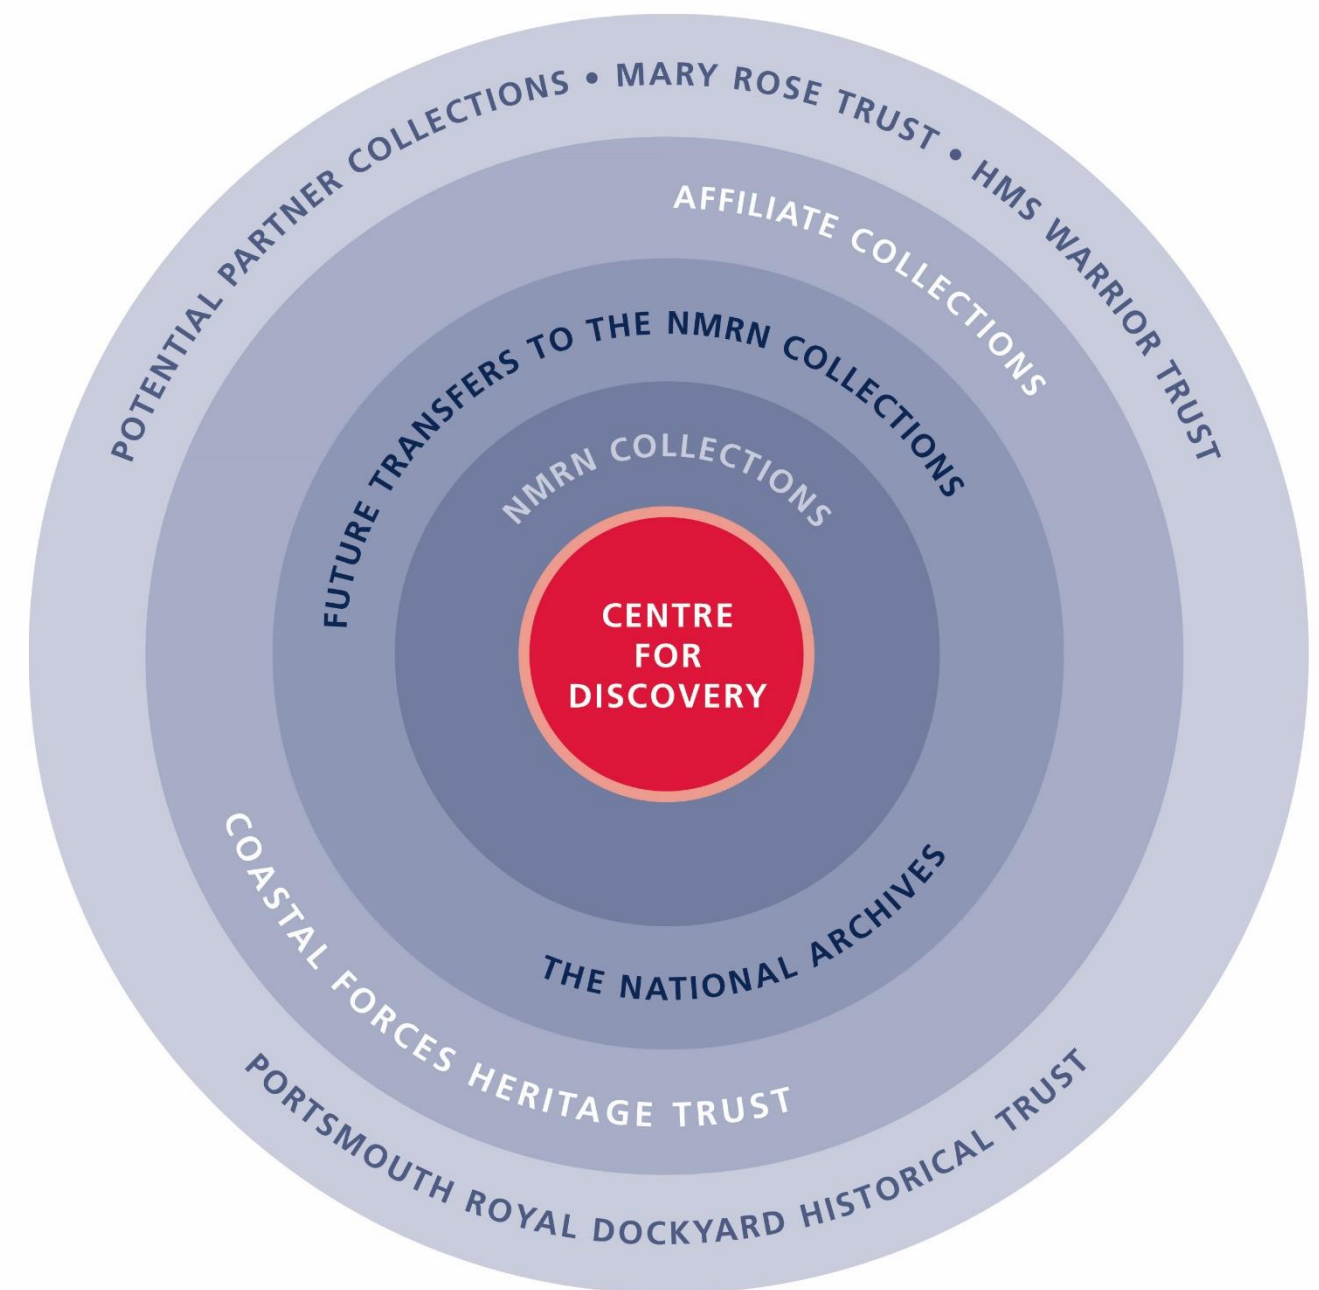 POTENTIAL PARTNER COLLECTIONS • MARY ROSE TRUST • HMS WARRIOR TRUST
AFFILIATE COLLECTIONS
FUTURE TRANSFERS TO THE NMRN COLLECTIONS
NMRN COLLECTIONS
CENTRE
FOR
DISCOVERY
THE NATIONAL ARCHIVES
COASTAL FORCES HERITAGE TRUST
PORTSMOUTH ROYAL DOCKYARD HISTORICAL TRUST